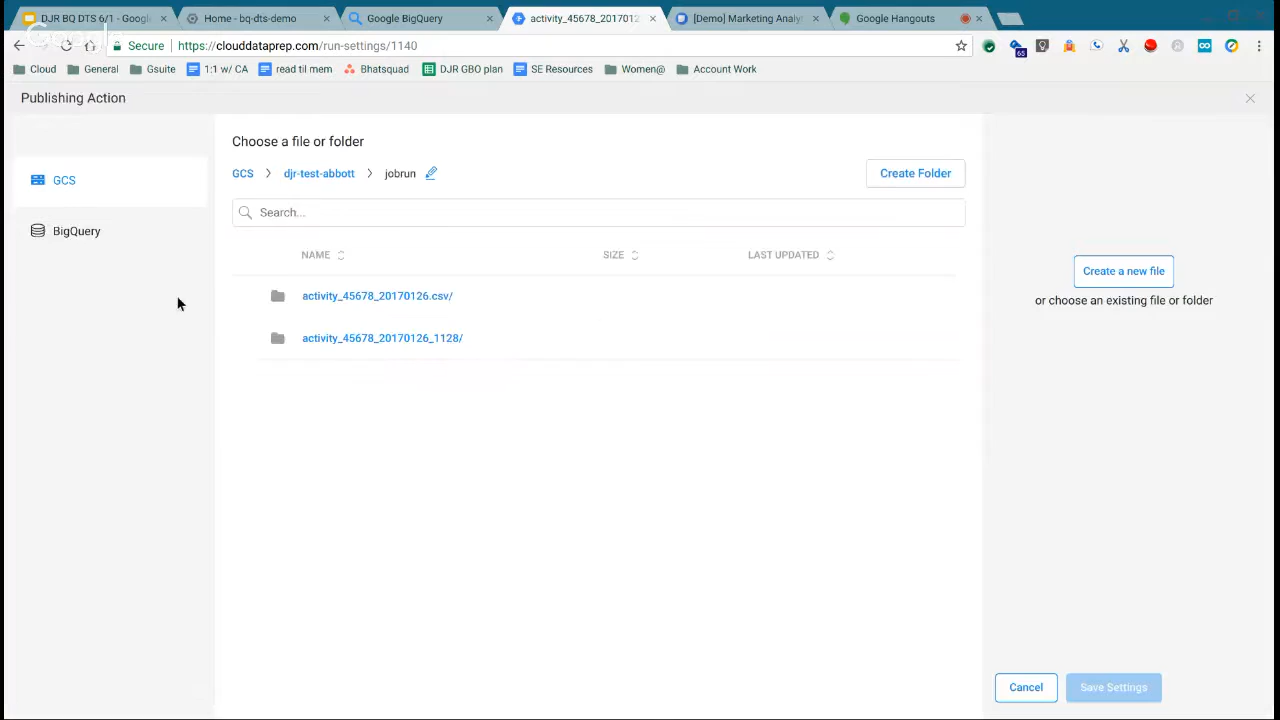 DJR BQ DTS 6/1 - Googl
Home - bq-dts-demo
Google BigQuery
activity_45678_2017012
[Demo] Marketing Analy
Google Hangouts
Google
Secure
https://clouddataprep.com/run-settings/1140
65
Cloud
General
Gsuite
1:1 w/ CA
read til mem
Bhatsquad
DJR GBO plan
SE Resources
Women@
Account Work
Publishing Action
GCS
BigQuery
Choose a file or folder
GCS > djr-test-abbott > jobrun
Create Folder
Search...
NAME SIZE LAST UPDATED
activity_45678_20170126.csv/
activity_45678_20170126_1128/
Create a new file
or choose an existing file or folder
Cancel
Save Settings